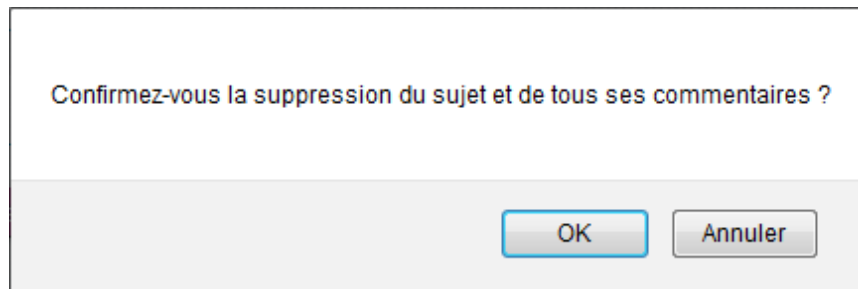 Confirmez-vous la suppression du sujet et de tous ses commentaires ?
OK
Annuler